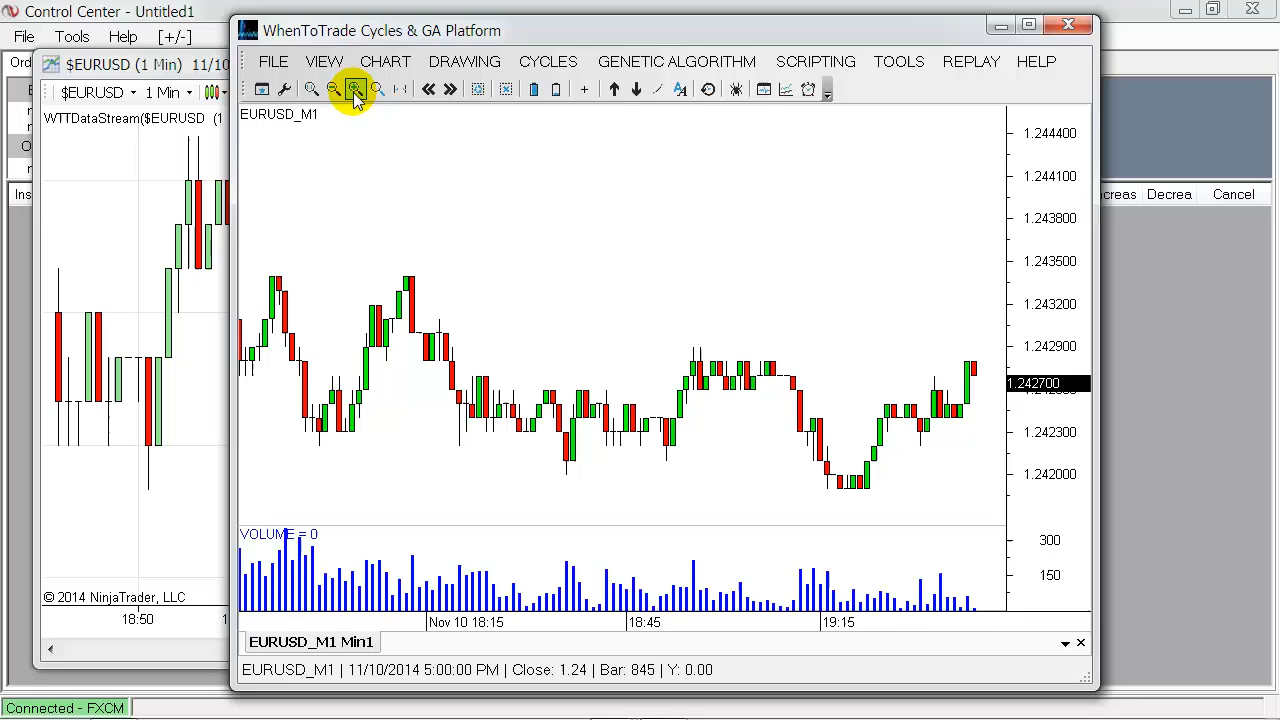 Control Center - Untitled1
File Tools Help [+/-]
$EURUSD (1 Min) 11/10
$EURUSD 1 Min
WTTDataStream($EURUSD (1
© 2014 NinjaTrader, LLC
18:50
WhenToTrade Cycles & GA Platform
FILE VIEW CHART DRAWING CYCLES GENETIC ALGORITHM SCRIPTING TOOLS REPLAY HELP
EURUSD_M1
1.244400
1.244100
1.243800
1.243500
1.243200
1.242900
1.242700
1.242300
1.242000
VOLUME = 0
300
150
Nov 10 18:15 18:45 19:15
EURUSD_M1 Min1
EURUSD_M1 | 11/10/2014 5:00:00 PM | Close: 1.24 | Bar: 845 | Y: 0.00
Decrea Cancel
Connected - FXCM